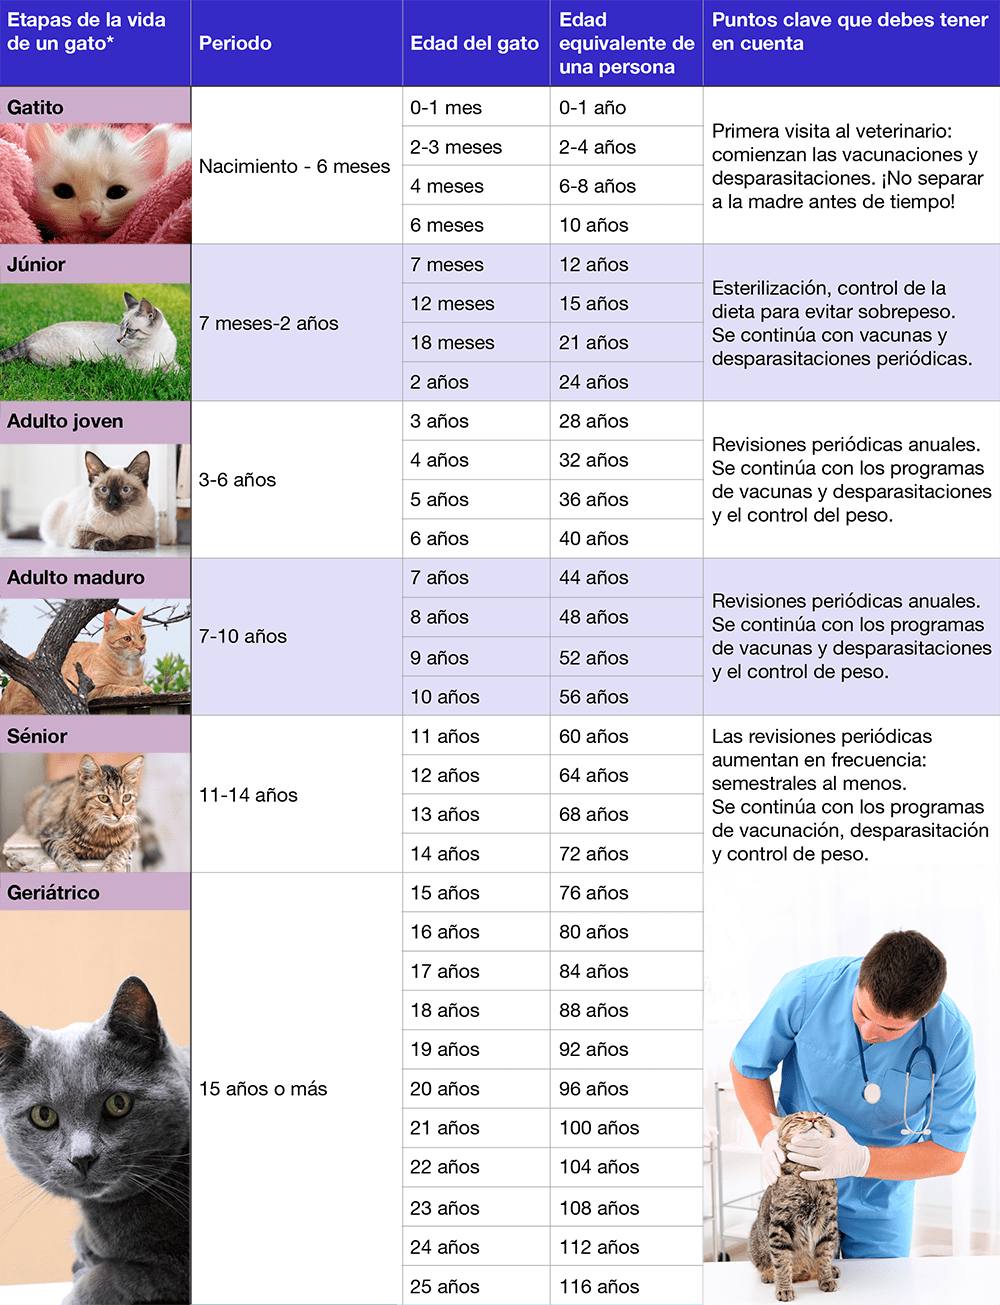 Etapas de la vida
de un gato*
Periodo
Edad del gato
Edad
equivalente de
una persona
Puntos clave que debes tener
en cuenta
Gatito
Nacimiento - 6 meses
0-1 mes
0-1 año
2-3 meses
2-4 años
4 meses
6-8 años
6 meses
10 años
Primera visita al veterinario:
comienzan las vacunaciones y
desparasitaciones. ¡No separar
a la madre antes de tiempo!
Júnior
7 meses-2 años
7 meses
12 años
12 meses
15 años
18 meses
21 años
2 años
24 años
Esterilización, control de la
dieta para evitar sobrepeso.
Se continúa con vacunas y
desparasitaciones periódicas.
Adulto joven
3-6 años
3 años
28 años
4 años
32 años
5 años
36 años
6 años
40 años
Revisiones periódicas anuales.
Se continúa con los programas
de vacunas y desparasitaciones
y el control del peso.
Adulto maduro
7-10 años
7 años
44 años
8 años
48 años
9 años
52 años
10 años
56 años
Revisiones periódicas anuales.
Se continúa con los programas
de vacunas y desparasitaciones
y el control de peso.
Sénior
11-14 años
11 años
60 años
12 años
64 años
13 años
68 años
14 años
72 años
Las revisiones periódicas
aumentan en frecuencia:
semestrales al menos.
Se continúa con los programas
de vacunación, desparasitación
y control de peso.
Geriátrico
15 años o más
15 años
76 años
16 años
80 años
17 años
84 años
18 años
88 años
19 años
92 años
20 años
96 años
21 años
100 años
22 años
104 años
23 años
108 años
24 años
112 años
25 años
116 años